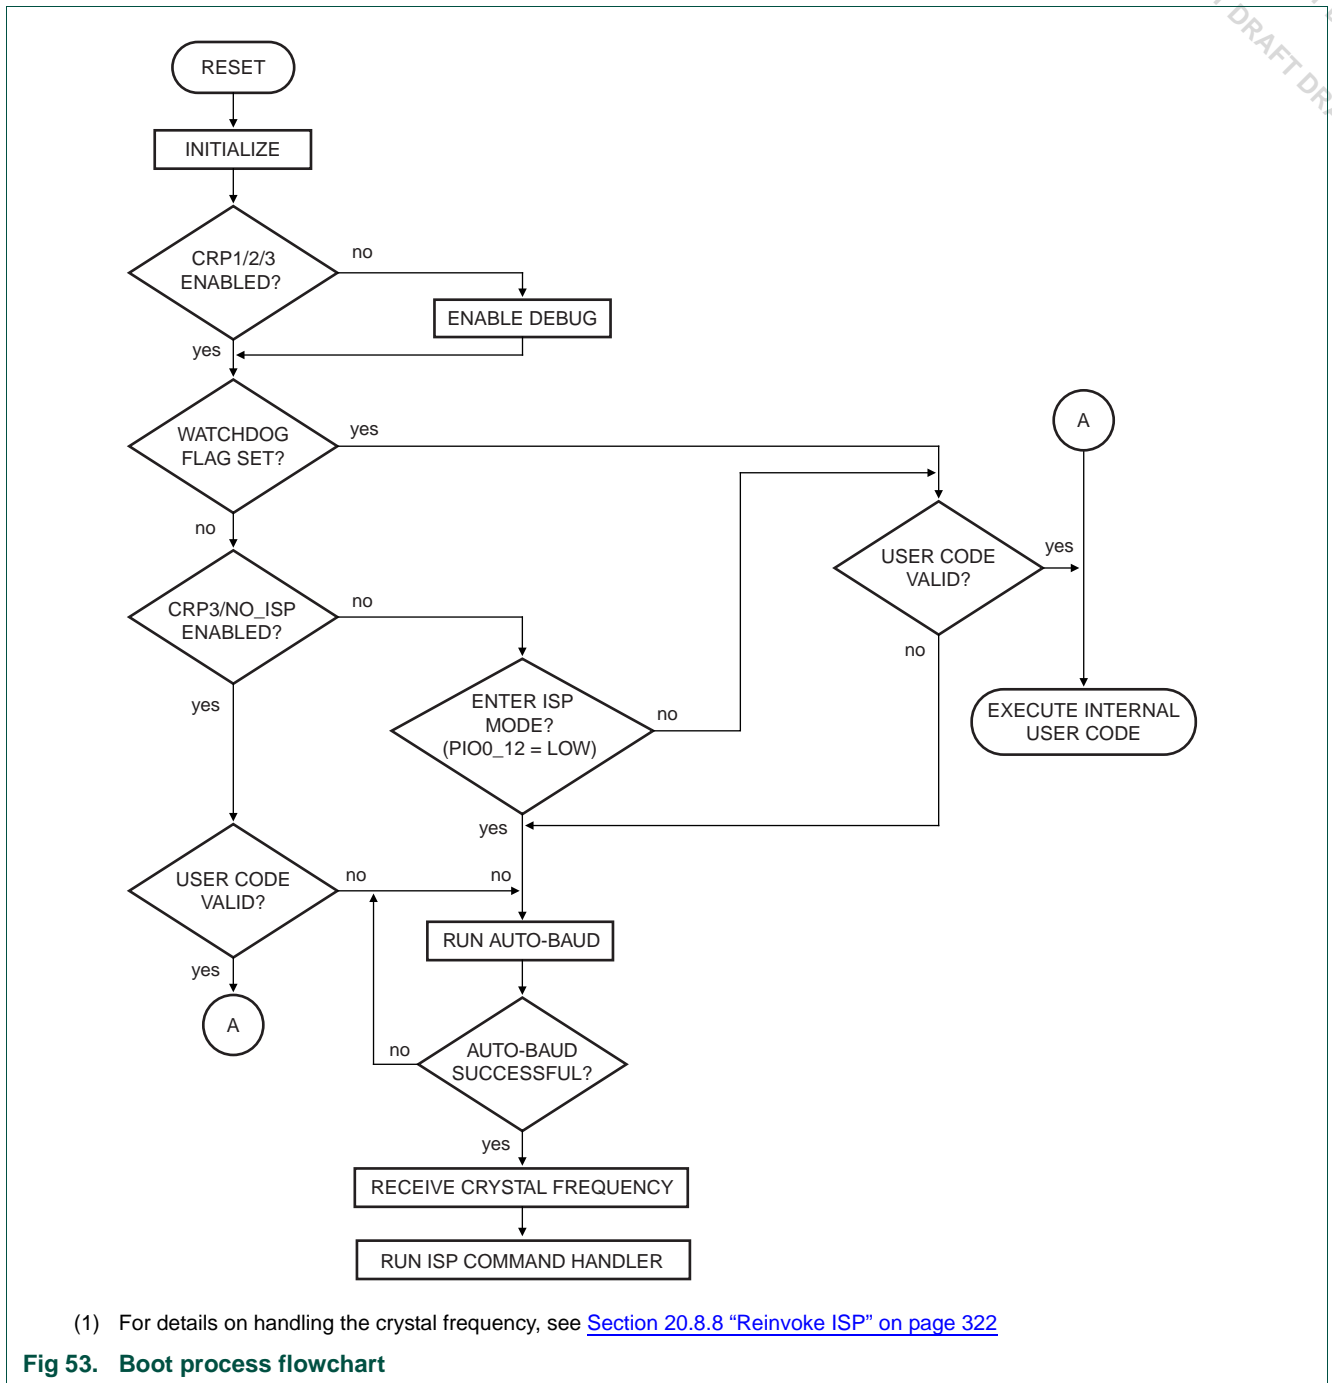 DRAFT DRA
RESET
INITIALIZE
CRP1/2/3
ENABLED?
no
ENABLE DEBUG
yes
WATCHDOG
FLAG SET?
yes
A
no
USER CODE
VALID?
yes
CRP3/NO_ISP
ENABLED?
no
no
ENTER ISP
MODE?
(PIO0_12 = LOW)
no
yes
EXECUTE INTERNAL
USER CODE
yes
USER CODE
VALID?
no
no
RUN AUTO-BAUD
yes
A
AUTO-BAUD
SUCCESSFUL?
no
yes
RECEIVE CRYSTAL FREQUENCY
RUN ISP COMMAND HANDLER
(1) For details on handling the crystal frequency, see Section 20.8.8 “Reinvoke ISP” on page 322
Fig 53. Boot process flowchart